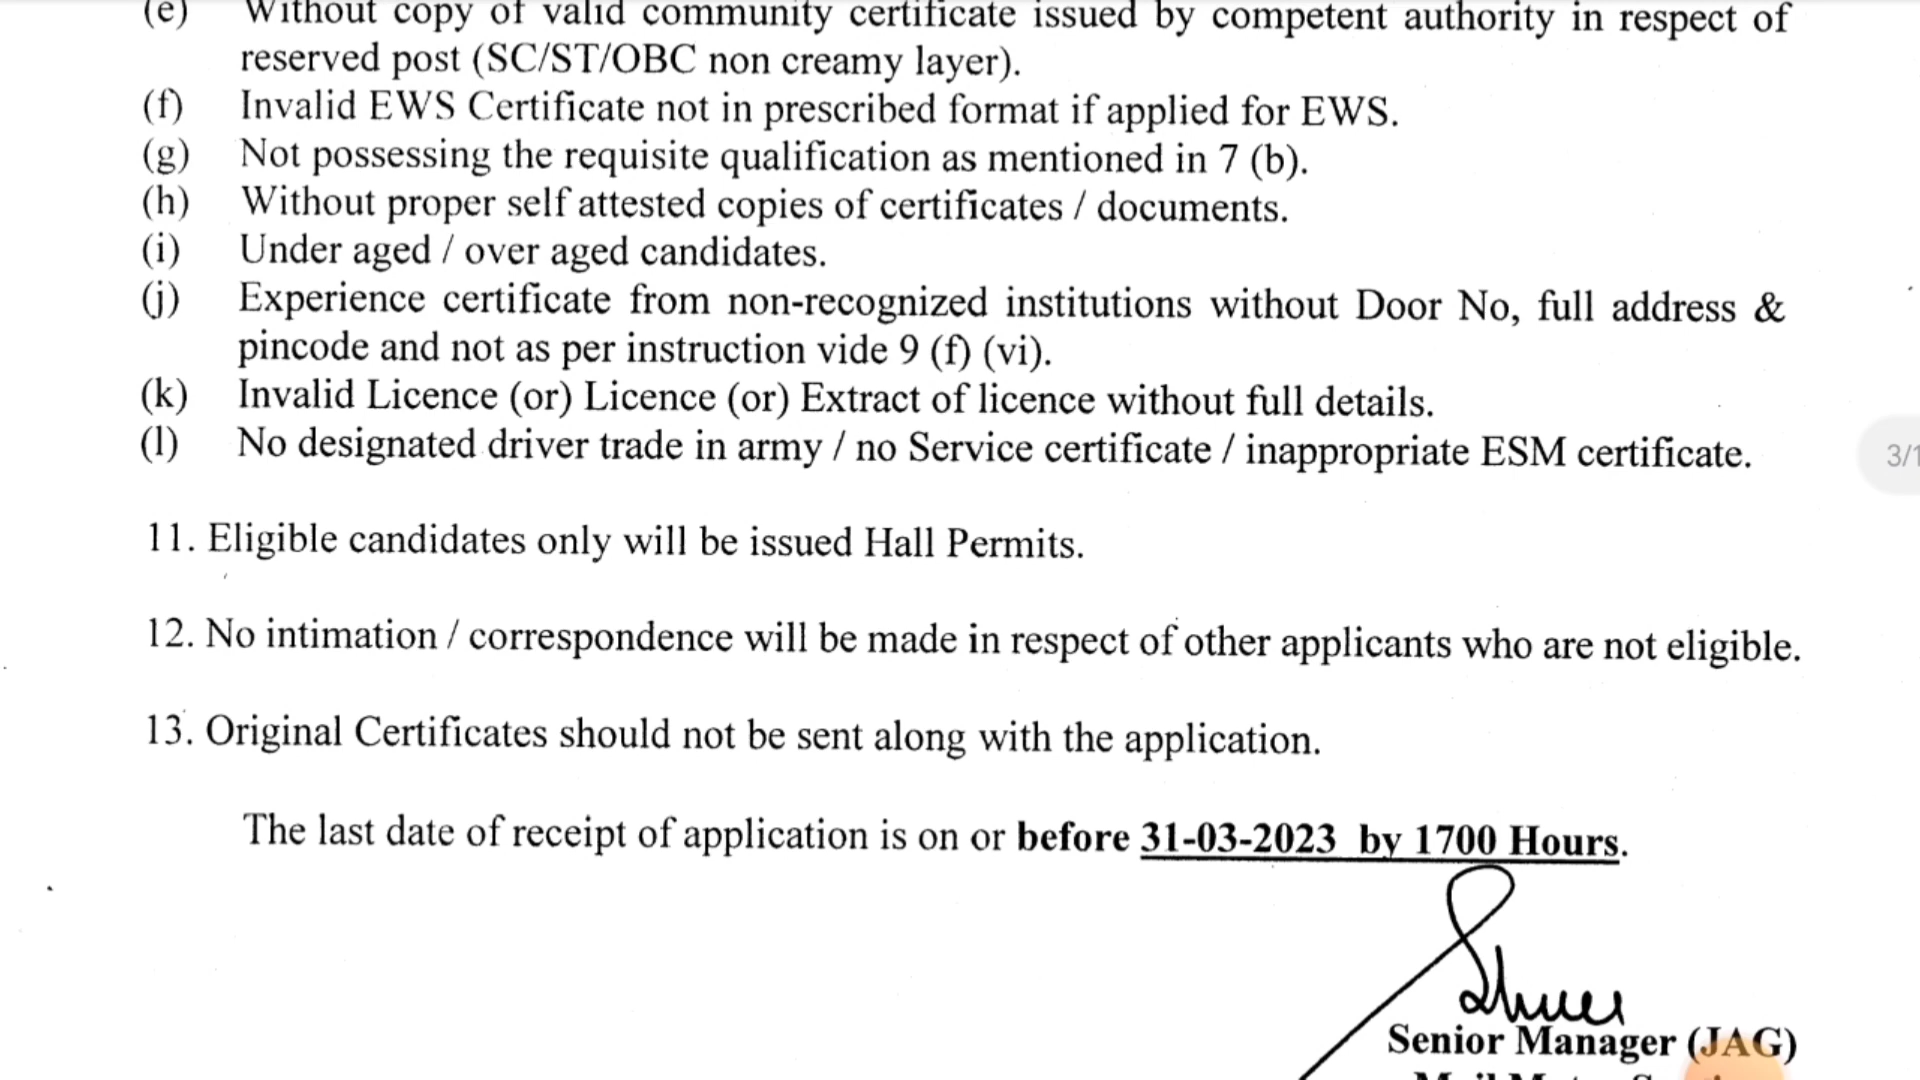 (e) Without copy of valid community certificate issued by competent authority in respect of
reserved post (SC/ST/OBC non creamy layer).
(f) Invalid EWS Certificate not in prescribed format if applied for EWS.
(g) Not possessing the requisite qualification as mentioned in 7 (b).
(h) Without proper self attested copies of certificates / documents.
(i) Under aged / over aged candidates.
(j) Experience certificate from non-recognized institutions without Door No, full address &
pincode and not as per instruction vide 9 (f) (vi).
(k) Invalid Licence (or) Licence (or) Extract of licence without full details.
(l) No designated driver trade in army / no Service certificate / inappropriate ESM certificate.
3/1
11. Eligible candidates only will be issued Hall Permits.
12. No intimation / correspondence will be made in respect of other applicants who are not eligible.
13. Original Certificates should not be sent along with the application.
The last date of receipt of application is on or before 31-03-2023 by 1700 Hours.
Senior Manager (JAG)